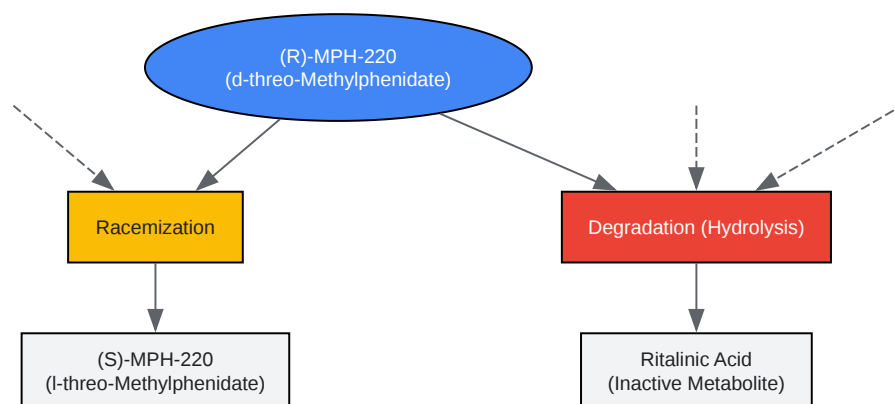 (R)-MPH-220
(d-threo-Methylphenidate)
Racemization
Degradation (Hydrolysis)
(S)-MPH-220
(l-threo-Methylphenidate)
Ritalinic Acid
(Inactive Metabolite)